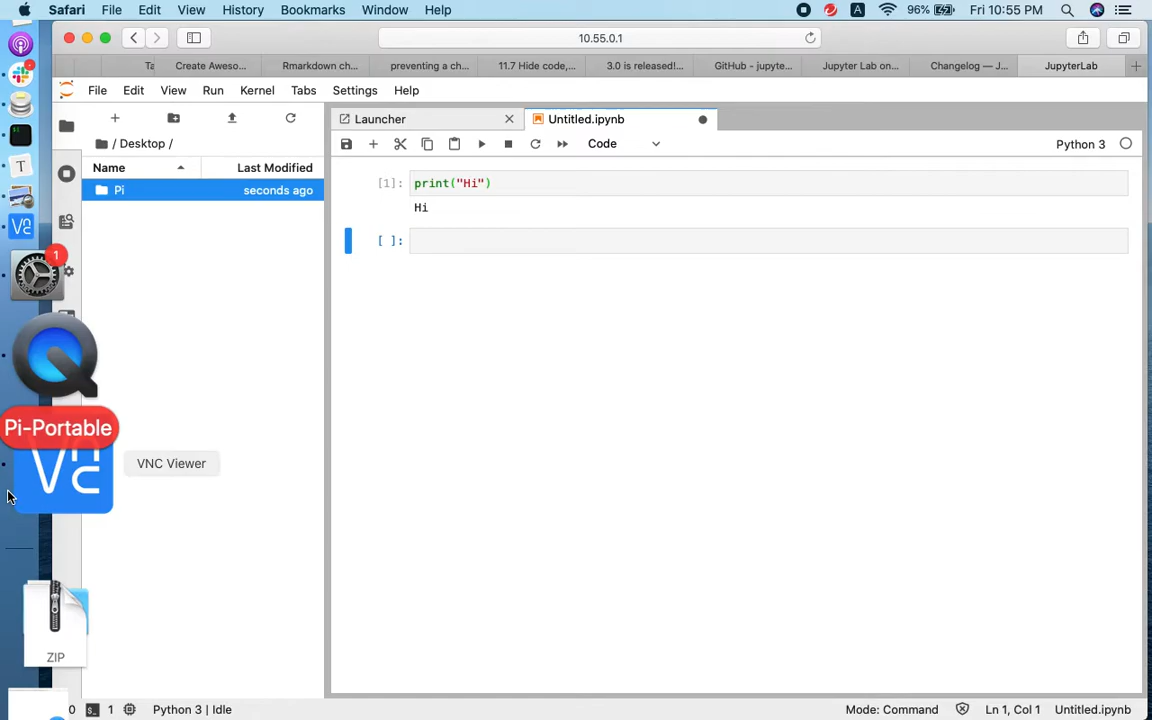 Safari File Edit View History Bookmarks Window Help A 96% Fri 10:55 PM
10.55.0.1
Ta Create Aweso... Rmarkdown ch... preventing a ch... 11.7 Hide code,... 3.0 is released!... GitHub - jupyte... Jupyter Lab on... Changelog — J... JupyterLab
File Edit View Run Kernel Tabs Settings Help
Launcher Untitled.ipynb
/ Desktop / Code Python 3
Name Last Modified
Pi seconds ago
[1]: print("Hi")
Hi
[ ]:
T
VC
1
Pi-Portable
VNC Viewer
VNC
ZIP
0 1 Python 3 | Idle Mode: Command Ln 1, Col 1 Untitled.ipynb